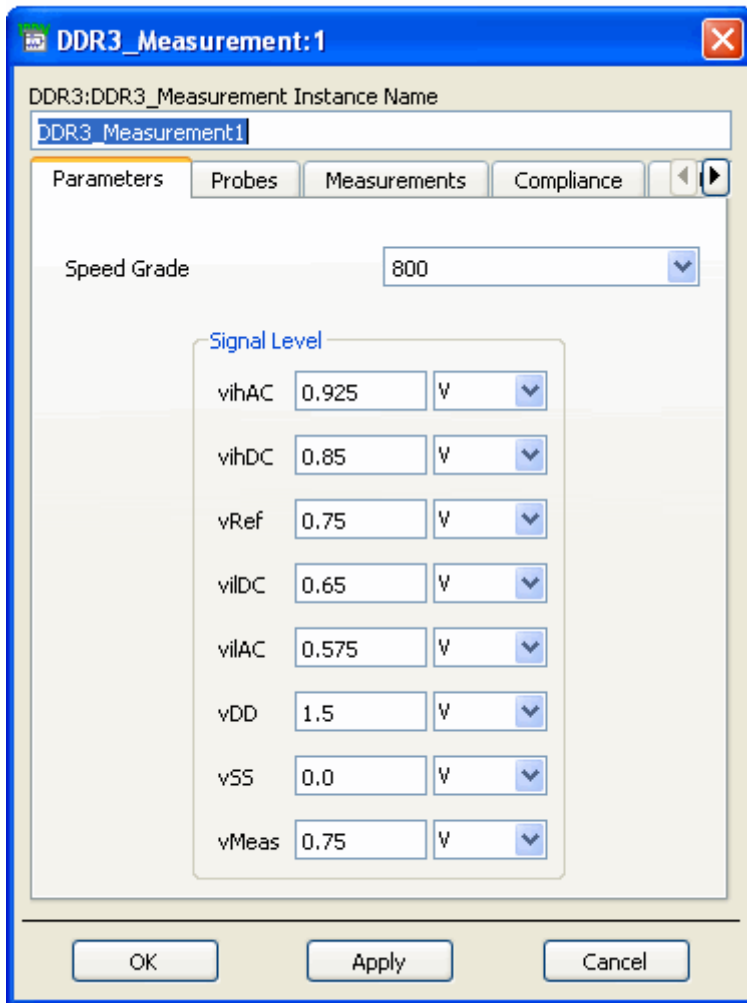 DDR3_Measurement:1
DDR3:DDR3_Measurement Instance Name
DDR3_Measurement1
Parameters Probes Measurements Compliance
Speed Grade 800
Signal Level
vihAC 0.925 V
vihDC 0.85 V
vRef 0.75 V
vilDC 0.65 V
vilAC 0.575 V
vDD 1.5 V
vSS 0.0 V
vMeas 0.75 V
OK Apply Cancel